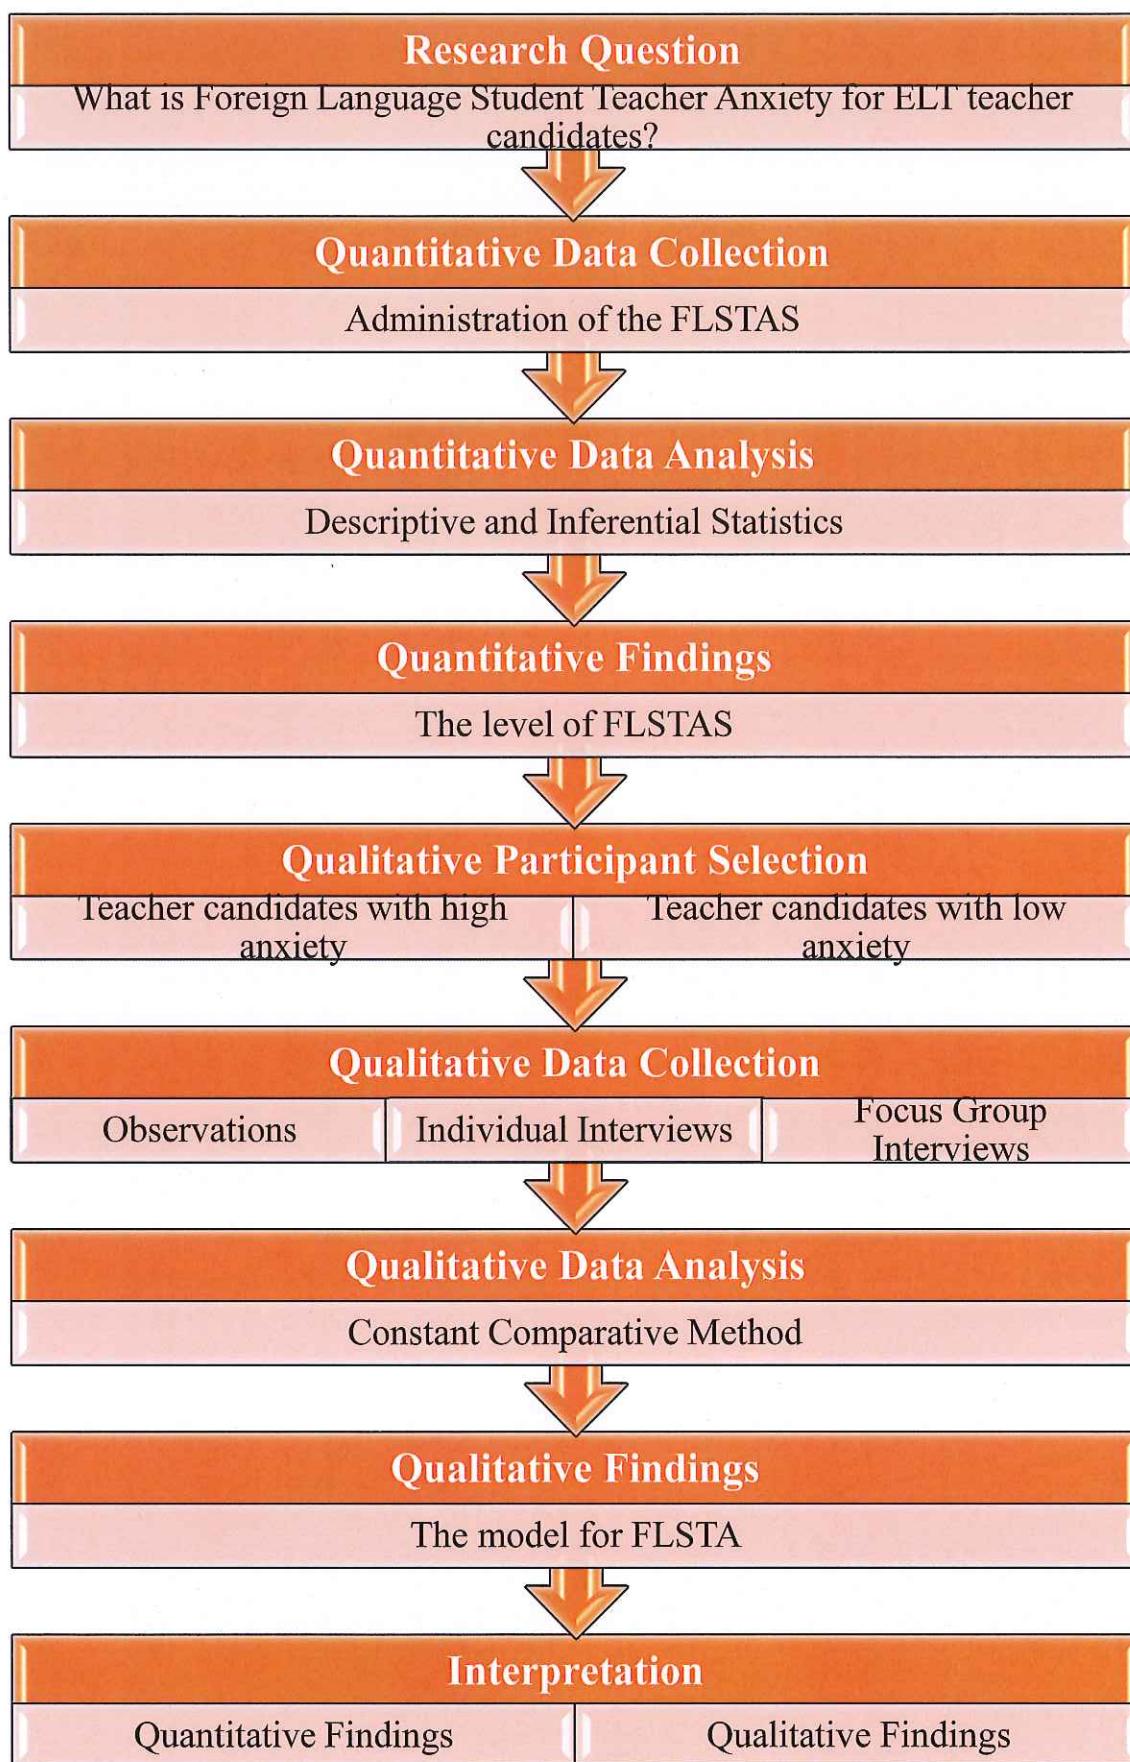 Research Question
What is Foreign Language Student Teacher Anxiety for ELT teacher
candidates?
Quantitative Data Collection
Administration of the FLSTAS
Quantitative Data Analysis
Descriptive and Inferential Statistics
Quantitative Findings
The level of FLSTAS
Qualitative Participant Selection
Teacher candidates with high
anxiety
Teacher candidates with low
anxiety
Qualitative Data Collection
Observations
Individual Interviews
Focus Group
Interviews
Qualitative Data Analysis
Constant Comparative Method
Qualitative Findings
The model for FLSTA
Interpretation
Quantitative Findings
Qualitative Findings